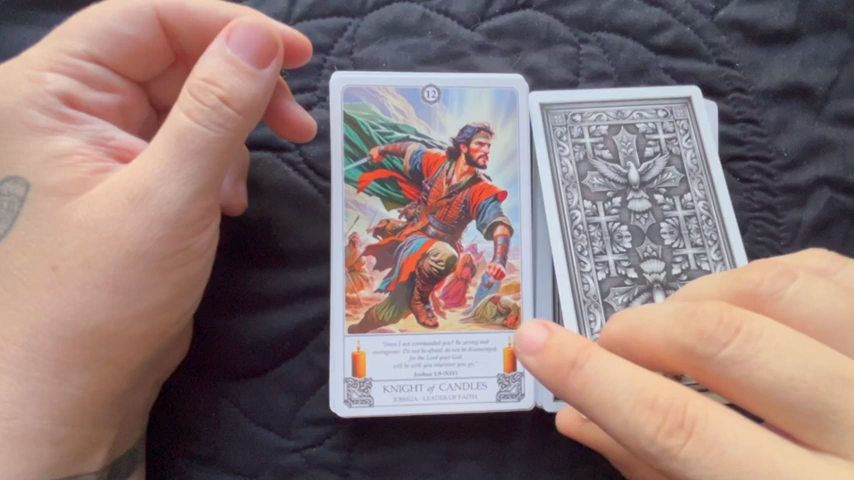 12
"Have I not commanded you? Be strong and
courageous. Do not be afraid; do not be discouraged,
for the Lord your God
will be with you wherever you go."
Joshua 1:9 (NIV)
KNIGHT of CANDLES
JOSHUA - LEADER OF FAITH